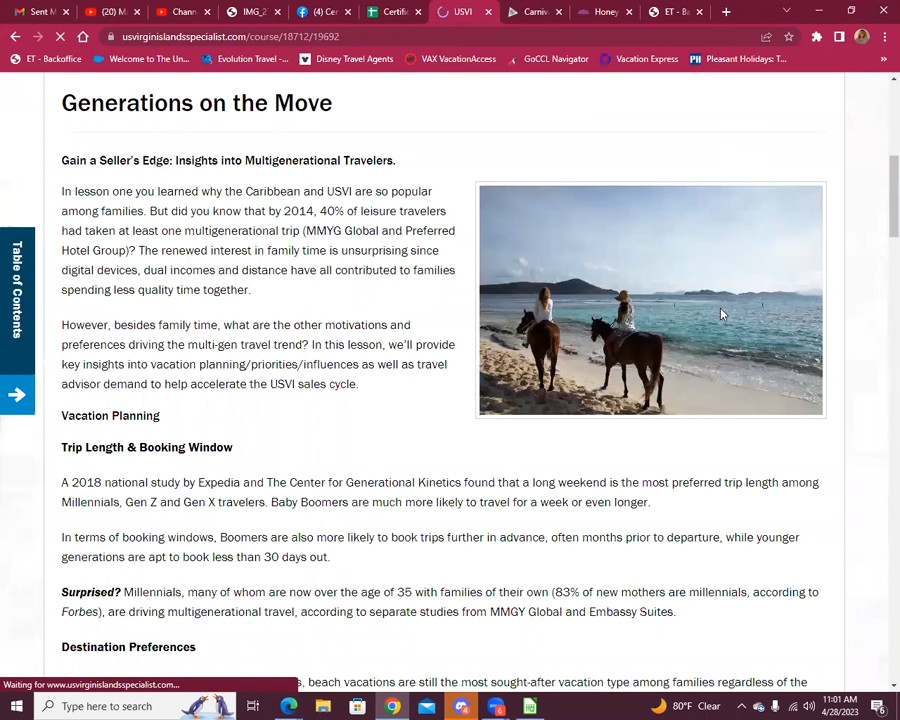 Sent M
(20) M
Chann
IMG_2
(4) Cer
Certific
USVI
Carniv
Honey
ET - Ba
usvirginislandsspecialist.com/course/18712/19692
ET - Backoffice
Welcome to The Un...
Evolution Travel -...
Disney Travel Agents
VAX VacationAccess
GoCCL Navigator
Vacation Express
Pleasant Holidays: T...
»
Generations on the Move
Gain a Seller's Edge: Insights into Multigenerational Travelers.
In lesson one you learned why the Caribbean and USVI are so popular
among families. But did you know that by 2014, 40% of leisure travelers
had taken at least one multigenerational trip (MMYG Global and Preferred
Hotel Group)? The renewed interest in family time is unsurprising since
digital devices, dual incomes and distance have all contributed to families
spending less quality time together.
However, besides family time, what are the other motivations and
preferences driving the multi-gen travel trend? In this lesson, we'll provide
key insights into vacation planning/priorities/influences as well as travel
advisor demand to help accelerate the USVI sales cycle.
Table of Contents
Vacation Planning
Trip Length & Booking Window
A 2018 national study by Expedia and The Center for Generational Kinetics found that a long weekend is the most preferred trip length among
Millennials, Gen Z and Gen X travelers. Baby Boomers are much more likely to travel for a week or even longer.
In terms of booking windows, Boomers are also more likely to book trips further in advance, often months prior to departure, while younger
generations are apt to book less than 30 days out.
Surprised? Millennials, many of whom are now over the age of 35 with families of their own (83% of new mothers are millennials, according to
Forbes), are driving multigenerational travel, according to separate studies from MMGY Global and Embassy Suites.
Destination Preferences
s, beach vacations are still the most sought-after vacation type among families regardless of the
Waiting for www.usvirginislandsspecialist.com...
Type here to search
80°F Clear
11:01 AM
4/28/2023